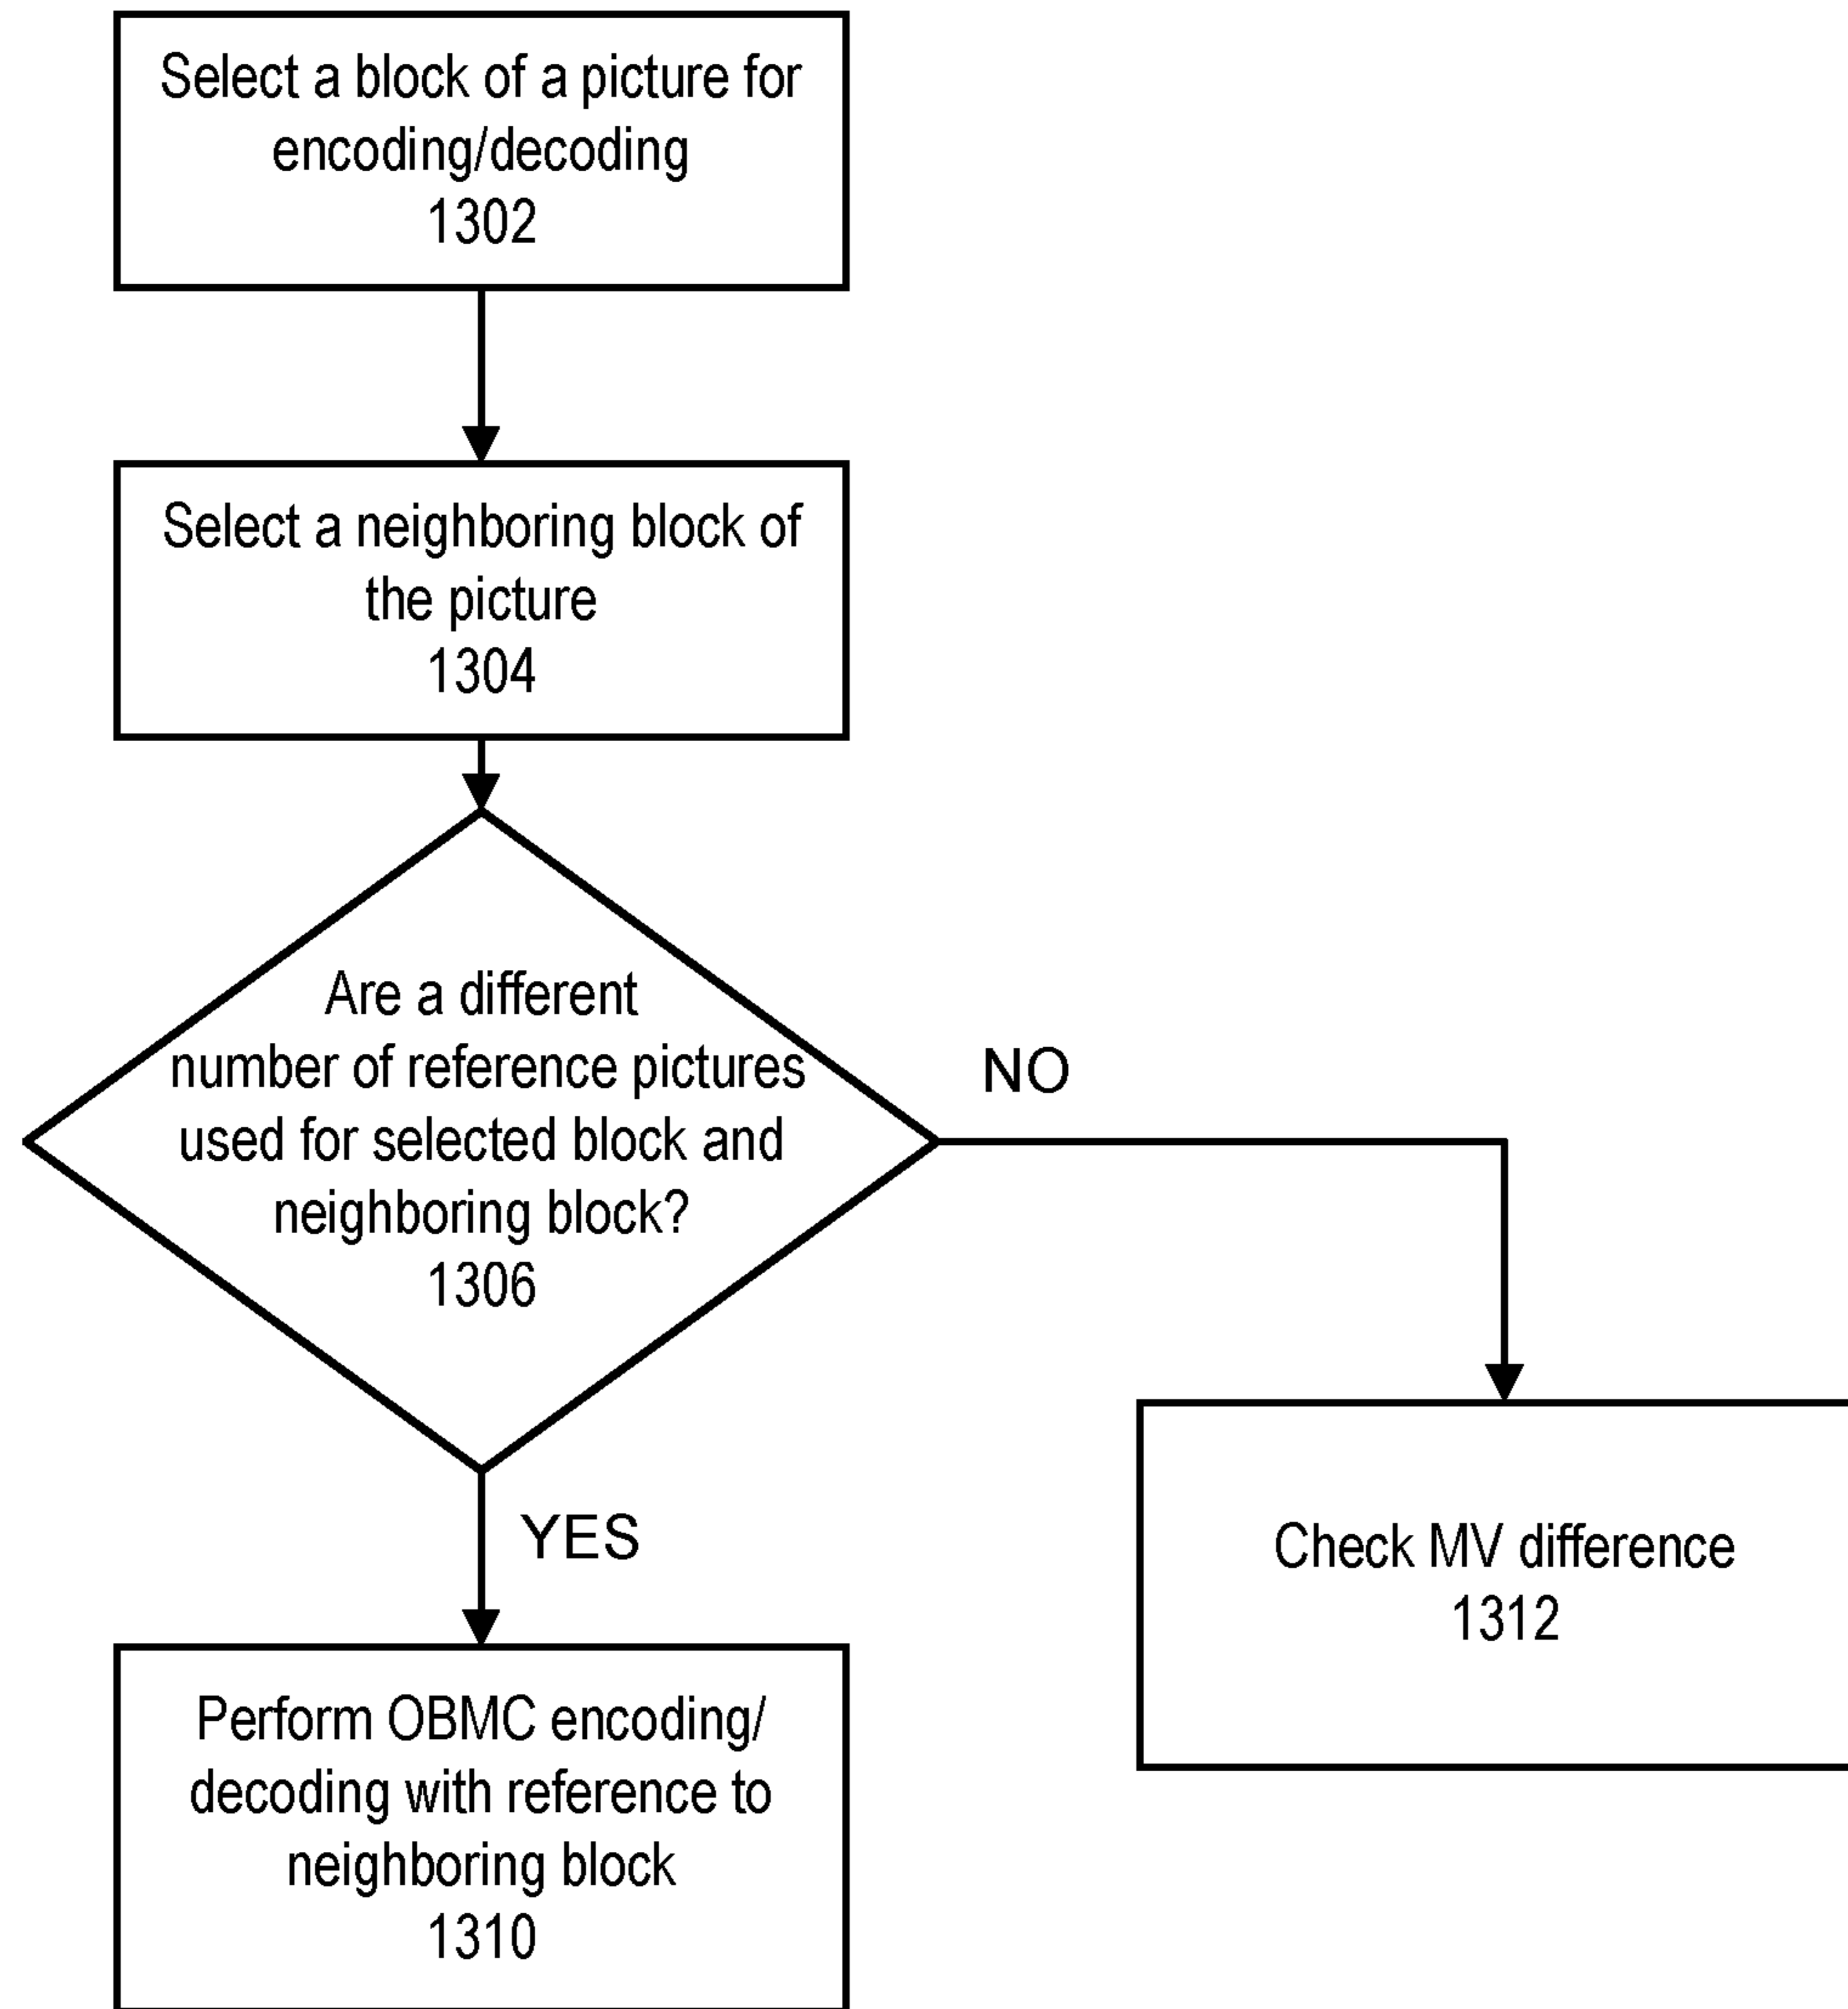 Select a block of a picture for
encoding/decoding
1302
Select a neighboring block of
the picture
1304
Are a different
number of reference pictures
used for selected block and
neighboring block?
1306
NO
YES
Check MV difference
1312
Perform OBMC encoding/
decoding with reference to
neighboring block
1310